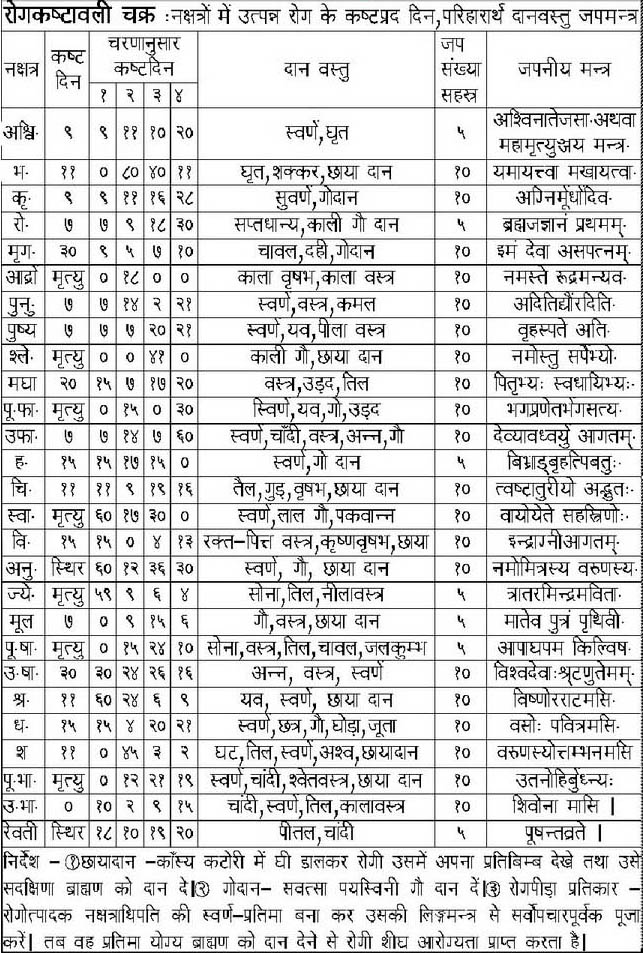 रोगकष्टावली चक्र :नक्षत्रों में उत्पन्न रोग के कष्टप्रद दिन,परिहारार्थ दानवस्तु जपमन्त्र
नक्षत्र कष्ट दिन चरणानुसार कष्टदिन दान वस्तु जप संख्या सहस्त्र जपनीय मन्त्र
१ २ ३ ४
अश्वि॰ ९ ९ ११ १० २० स्वर्ण,घृत ५ अश्विनातेजसा॰अथवा महामृत्युञ्जय मन्त्र॰
भ॰ ११ ० ८० ४० ११ घृत,शक्कर,छाया दान १० यमायत्त्वा मखायत्वा॰
कृ॰ ९ ९ ११ १६ २८ सुवर्ण,गोदान १० अग्निमूंर्धादिव॰
रो॰ ७ ७ ९ १८ ३० सप्तधान्य,काली गौ दान ५ ब्रह्मजज्ञानं प्रथमम्॰
मृग॰ ३० ९ ५ ७ १० चावल,दही,गोदान १० इमं देवा असपत्नम्॰
आर्द्रा मृत्यु ० १८ ० ० काला वृषभ,काला वस्त्र १० नमस्ते रूद्रमन्यव॰
पुनु॰ ७ ७ १४ २ २१ स्वर्ण,वस्त्र,कमल १० अदितिर्द्यौरदिति॰
पुष्य ७ ७ ७ २० २१ स्वर्ण,यव,पीला वस्त्र १० वृहस्पते अति॰
श्ले॰ मृत्यु ० ० ४१ ० काली गौ,छाया दान १० नमोस्तु सर्पेभ्यो॰
मघा २० १५ ७ १७ २० वस्त्र,उड़द,तिल १० पितृभ्यः स्वधायिभ्यः॰
पू॰फा॰ मृत्यु ० १५ ० ३० स्विर्ण,यव,गो,उड़द १० भगप्रणेतर्भगसत्य॰
उफा॰ ७ ७ १४ ७ ६० स्वर्ण,चाँदी,वस्त्र,अन्न,गौ १० देव्यावध्वर्यु आगतम्॰
ह॰ १५ १५ १७ १५ ० स्वर्ण,गो दान ५ बिभ्राड्बृहत्पिबतुः॰
चि॰ ११ ११ ९ १९ १६ तैल,गुड़,वृषभ,छाया दान १० त्वष्टातुरीयो अद्भुतः॰
स्वा॰ मृत्यु ६० १७ ३० ० स्वर्ण,लाल गौ,पकवान्न १० वायोयेते सहस्त्रिणोः॰
वि॰ १५ १५ ० ४ १३ रक्त-पित्त वस्त्र,कृष्णवृषभ,छाया १० इन्द्राग्नीआगतम्॰
अनु॰ स्थिर ६० १२ ३६ ३० स्वर्ण, गौ, छाया दान १० नमोमित्रस्य वरुणस्य॰
ज्ये॰ मृत्यु ५९ ९ ६ ४ सोना,तिल,नीलावस्त्र ५ त्रातरमिन्द्रमविता॰
मूल ७ ० ९ १५ ६ गौ,वस्त्र,छाया दान ५ मातेव पुत्रं पृथिवी॰
पू॰षा॰ मृत्यु ० १५ २४ १० सोना,वस्त्र,तिल,चावल,जलकुम्भ ५ आपाघपम किल्विष॰
उ॰षा॰ ३० ३० २४ २६ १६ अन्न, वस्त्र, स्वर्ण १० विश्वदेवाःश्रृटणुतेमम्॰
श्र॰ ११ ६० २४ ६ ९ यव, स्वर्ण, छाया दान १० विष्णोरराटमसि॰
ध॰ १५ १५ ४ २० २१ स्वर्ण,छत्र,गौ,घोड़ा,जूता १० वसोः पवित्रमसि॰
श ११ ० ४५ ३ २ घट,तिल,स्वर्ण,अश्व,छायादान १० वरुणस्योत्तम्भनमसि
पू॰भा॰ मृत्यु ० १२ २१ १९ स्वर्ण,चांदी,श्वेतवस्त्र,छाया दान १० उतनोहिर्बुध्न्यः॰
उ॰भा॰ ० १० २ ९ १५ चांदी,स्वर्ण,तिल,कालावस्त्र १० शिवोना मासि |
रेवती स्थिर १८ १० १९ २० पीतल,चांदी ५ पूषन्तव्रते |
निर्देश - ①छायादान -काँस्य कटोरी में घी डालकर रोगी उसमें अपना प्रतिबिम्ब देखे तथा उसे
सदक्षिणा ब्राह्मण को दान दे|② गोदान- सवत्सा पयस्विनी गौ दान दें|③ रोगपीड़ा प्रतिकार -
रोगोत्पादक नक्षत्राधिपति की स्वर्ण-प्रतिमा बना कर उसकी लिङ्गमन्त्र से सर्वोपचारपूर्वक पूजा
करें| तब वह प्रतिमा योग्य ब्राह्मण को दान देने से रोगी शीघ्र आरोग्यता प्राप्त करता है|